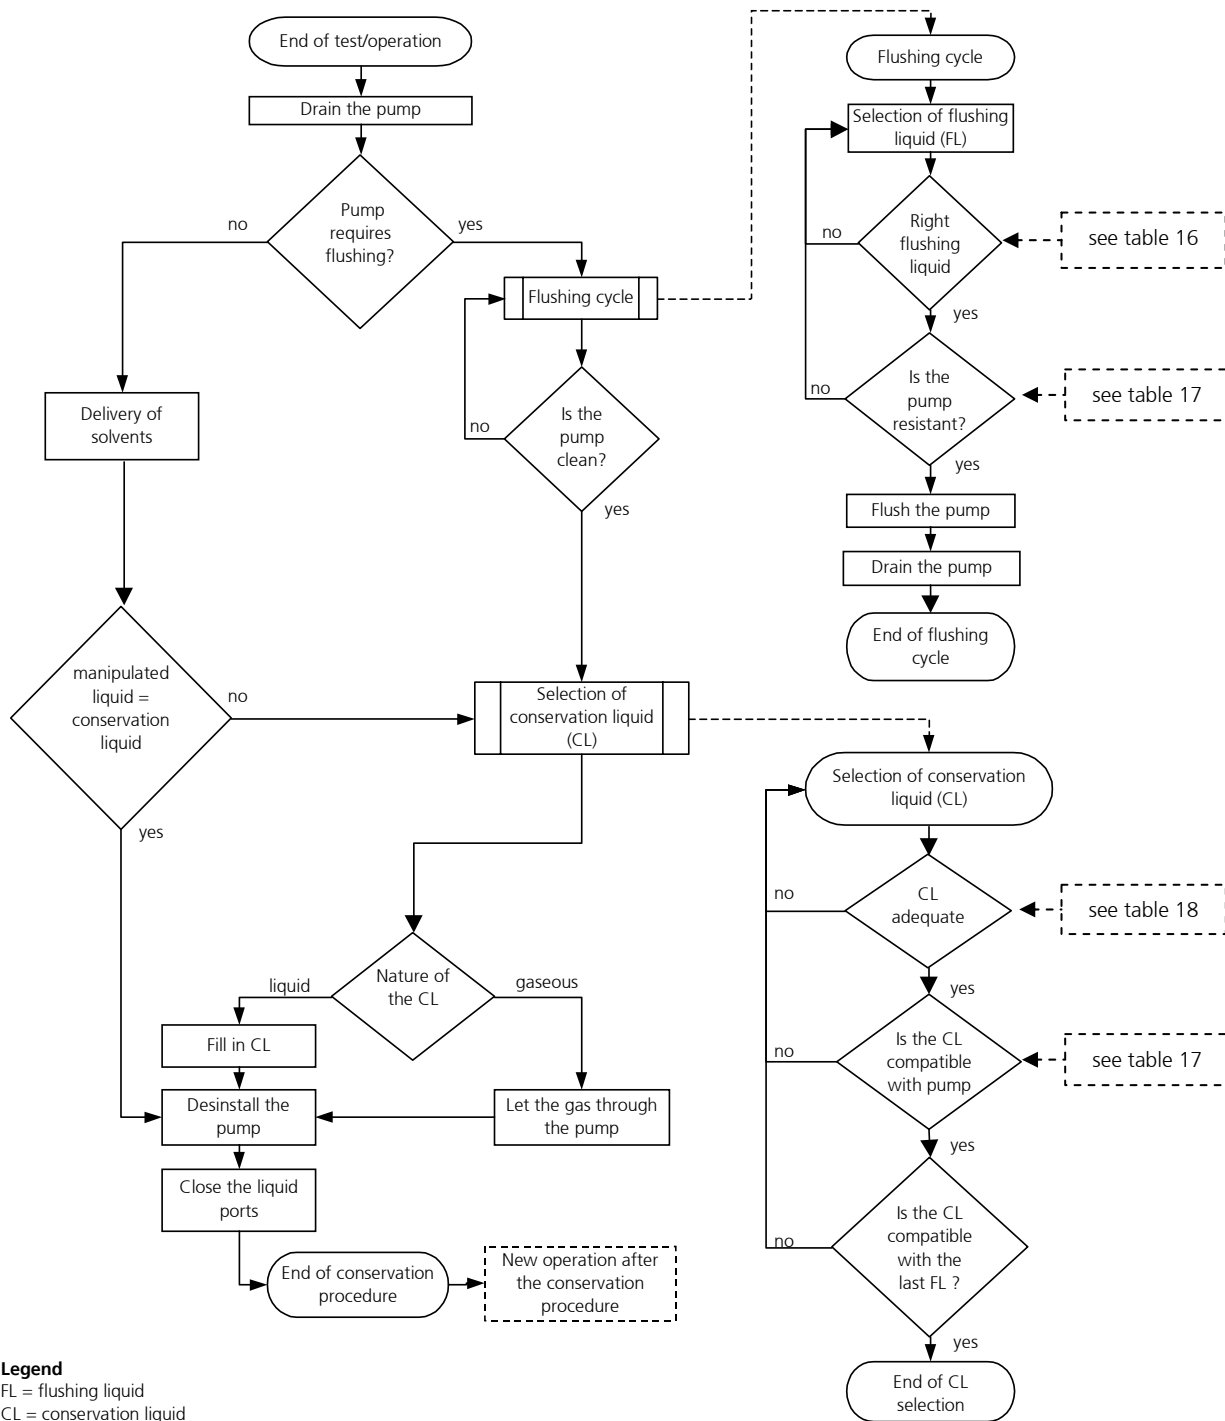 End of test/operation
Drain the pump
Pump
requires
flushing?
no
yes
Flushing cycle
Delivery of
solvents
Is the
pump
clean?
no
yes
manipulated
liquid =
conservation
liquid
no
yes
Selection of
conservation liquid
(CL)
Nature of
the CL
liquid
gaseous
Fill in CL
Desinstall the
pump
Let the gas through
the pump
Close the liquid
ports
End of conservation
procedure
New operation after
the conservation
procedure
Flushing cycle
Selection of flushing
liquid (FL)
Right
flushing
liquid
no
see table 16
yes
Is the
pump
resistant?
no
see table 17
yes
Flush the pump
Drain the pump
End of flushing
cycle
Selection of conservation
liquid (CL)
CL
adequate
no
see table 18
yes
Is the CL
compatible
with pump
no
see table 17
yes
Is the CL
compatible
with the
last FL ?
no
yes
End of CL
selection
Legend
FL = flushing liquid
CL = conservation liquid